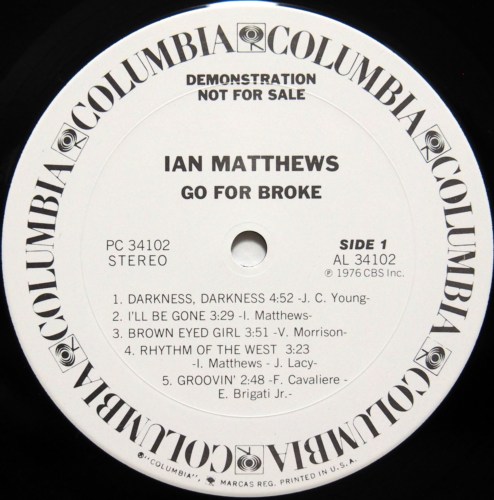 COLUMBIA COLUMBIA COLUMBIA COLUMBIA COLUMBIA COLUMBIA
DEMONSTRATION
NOT FOR SALE
IAN MATTHEWS
GO FOR BROKE
PC 34102
STEREO
SIDE 1
AL 34102
℗ 1976 CBS Inc.
1. DARKNESS, DARKNESS 4:52 -J. C. Young-
2. I'LL BE GONE 3:29 -I. Matthews-
3. BROWN EYED GIRL 3:51 -V. Morrison-
4. RHYTHM OF THE WEST 3:23
-I. Matthews - J. Lacy-
5. GROOVIN' 2:48 -F. Cavaliere -
E. Brigati Jr.-
® "COLUMBIA", MARCAS REG. PRINTED IN U.S.A.